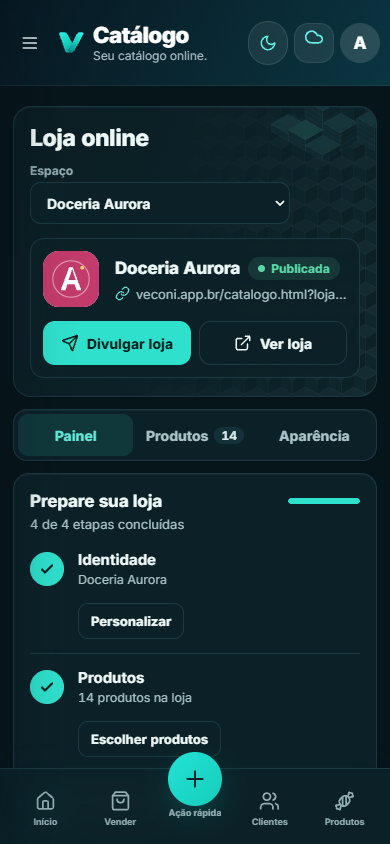 Catálogo
Seu catálogo online.
A
Loja online
Espaço
Doceria Aurora
A
Doceria Aurora
Publicada
veconi.app.br/catalogo.html?loja...
Divulgar loja
Ver loja
Painel
Produtos 14
Aparência
Prepare sua loja
4 de 4 etapas concluídas
Identidade
Doceria Aurora
Personalizar
Produtos
14 produtos na loja
Escolher produtos
Início
Vender
Ação rápida
Clientes
Produtos